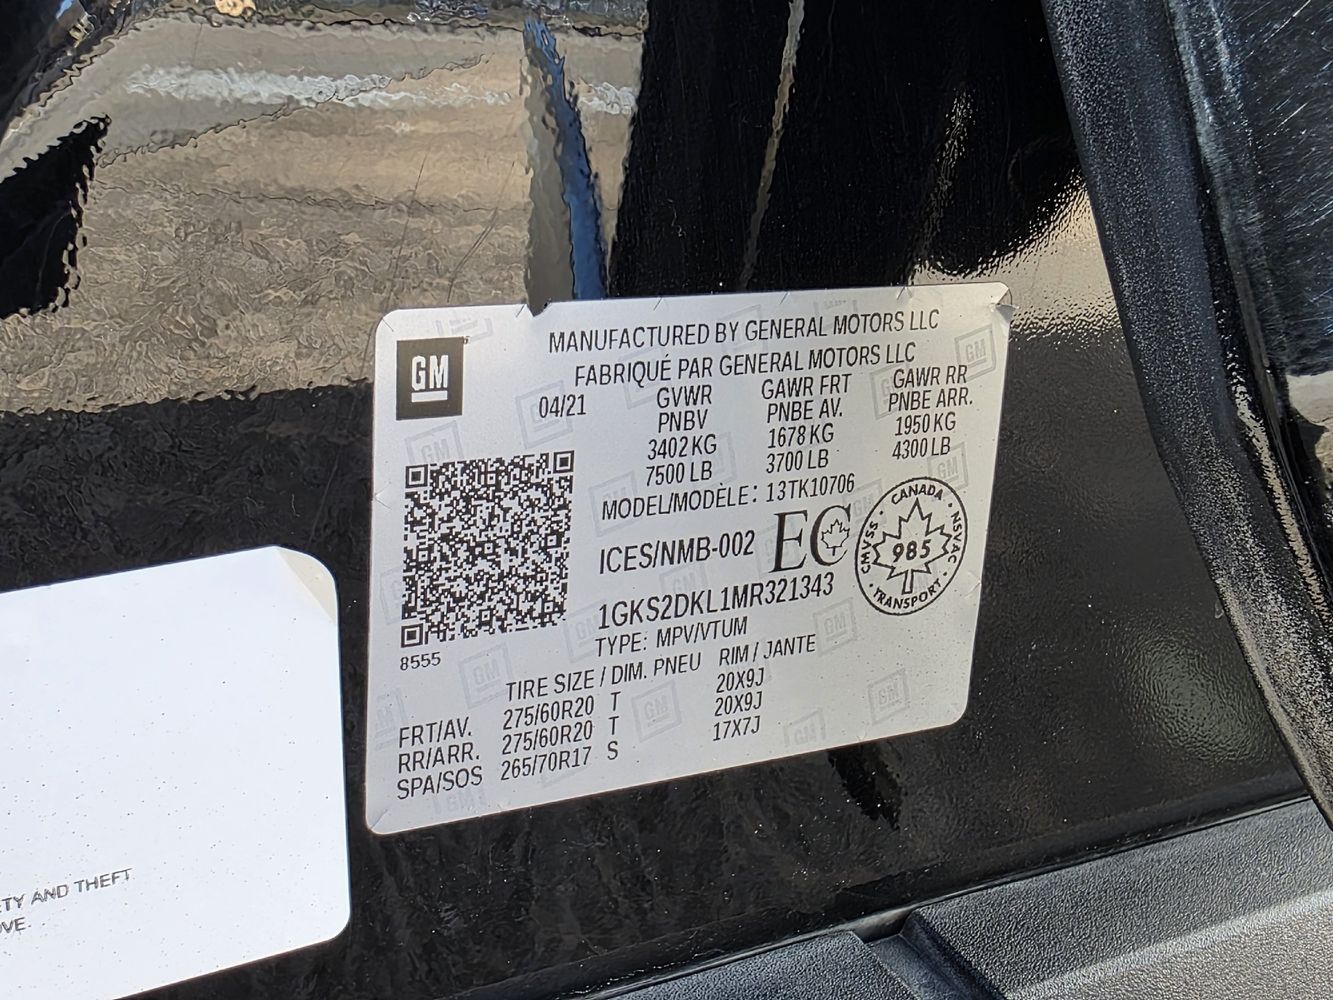 MANUFACTURED BY GENERAL MOTORS LLC
FABRIQUÉ PAR GENERAL MOTORS LLC
GM
04/21
GVWR GAWR FRT GAWR RR
PNBV PNBE AV. PNBE ARR.
3402 KG 1678 KG 1950 KG
7500 LB 3700 LB 4300 LB
MODEL/MODÈLE: 13TK10706
ICES/NMB-002 EC
CANADA
CMVSS · NSVAC
985
TRANSPORT
1GKS2DKL1MR321343
TYPE: MPV/VTUM
8555
TIRE SIZE / DIM. PNEU RIM / JANTE
FRT/AV. 275/60R20 T 20X9J
RR/ARR. 275/60R20 T 20X9J
SPA/SOS 265/70R17 S 17X7J
TY AND THEFT
VE.